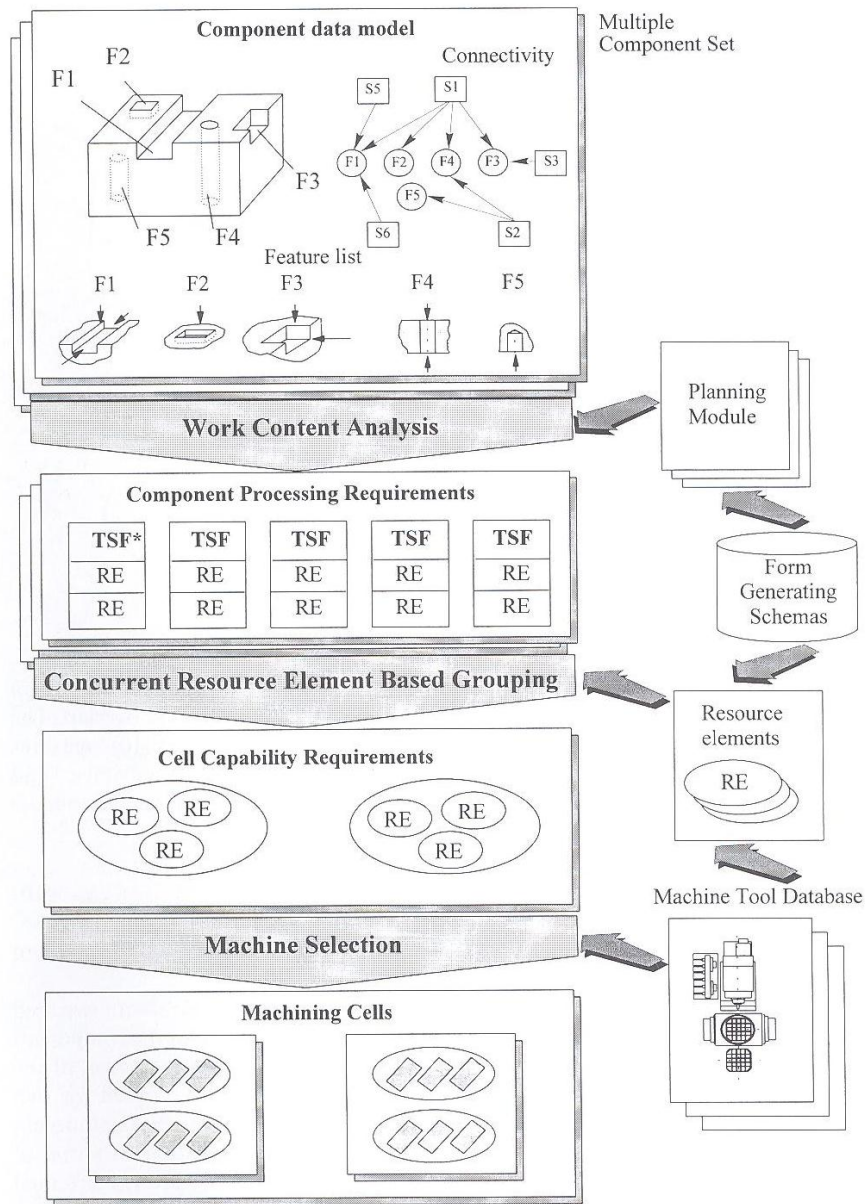 Component data model
Multiple
Component Set
F2
F1
F3
F5
F4
Connectivity
S5
S1
F1
F2
F4
F3
S3
F5
S6
S2
Feature list
F1
F2
F3
F4
F5
Work Content Analysis
Planning
Module
Component Processing Requirements
TSF*
TSF
TSF
TSF
TSF
RE
RE
RE
RE
RE
RE
RE
RE
RE
RE
Form
Generating
Schemas
Concurrent Resource Element Based Grouping
Resource
elements
RE
Cell Capability Requirements
RE
RE
RE
RE
RE
RE
Machine Tool Database
Machine Selection
Machining Cells